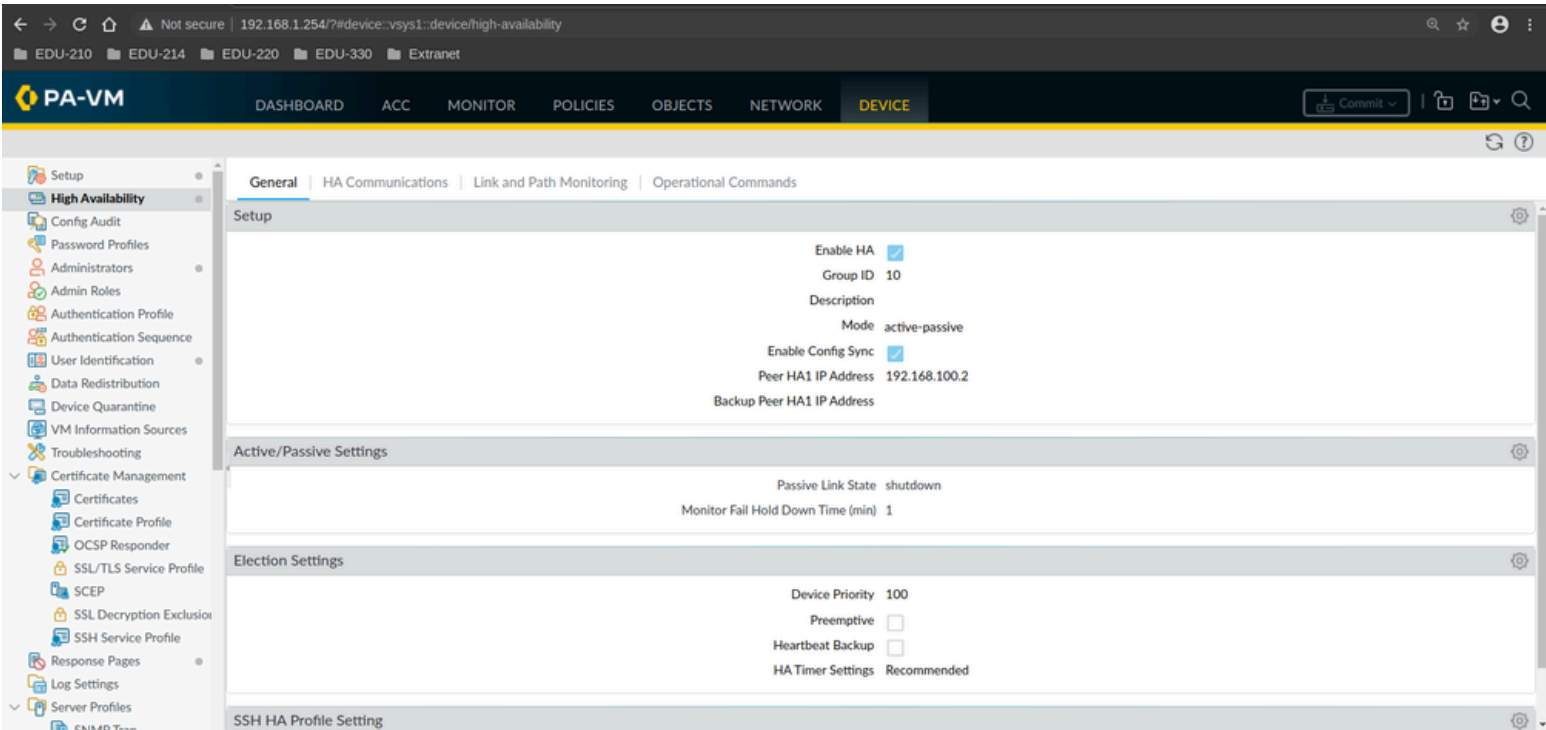 Not secure | 192.168.1.254/?#device::vsys1::device/high-availability
EDU-210 EDU-214 EDU-220 EDU-330 Extranet
PA-VM DASHBOARD ACC MONITOR POLICIES OBJECTS NETWORK DEVICE Commit
Setup
High Availability
Config Audit
Password Profiles
Administrators
Admin Roles
Authentication Profile
Authentication Sequence
User Identification
Data Redistribution
Device Quarantine
VM Information Sources
Troubleshooting
Certificate Management
Certificates
Certificate Profile
OCSP Responder
SSL/TLS Service Profile
SCEP
SSL Decryption Exclusion
SSH Service Profile
Response Pages
Log Settings
Server Profiles
SNMP Trap
General | HA Communications | Link and Path Monitoring | Operational Commands
Setup
Enable HA
Group ID 10
Description
Mode active-passive
Enable Config Sync
Peer HA1 IP Address 192.168.100.2
Backup Peer HA1 IP Address
Active/Passive Settings
Passive Link State shutdown
Monitor Fail Hold Down Time (min) 1
Election Settings
Device Priority 100
Preemptive
Heartbeat Backup
HA Timer Settings Recommended
SSH HA Profile Setting